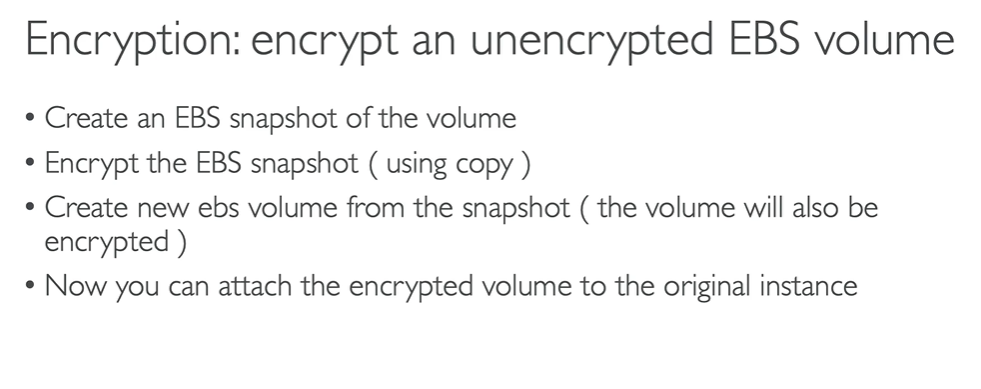 Encryption: encrypt an unencrypted EBS volume
• Create an EBS snapshot of the volume
• Encrypt the EBS snapshot ( using copy )
• Create new ebs volume from the snapshot ( the volume will also be
encrypted )
• Now you can attach the encrypted volume to the original instance